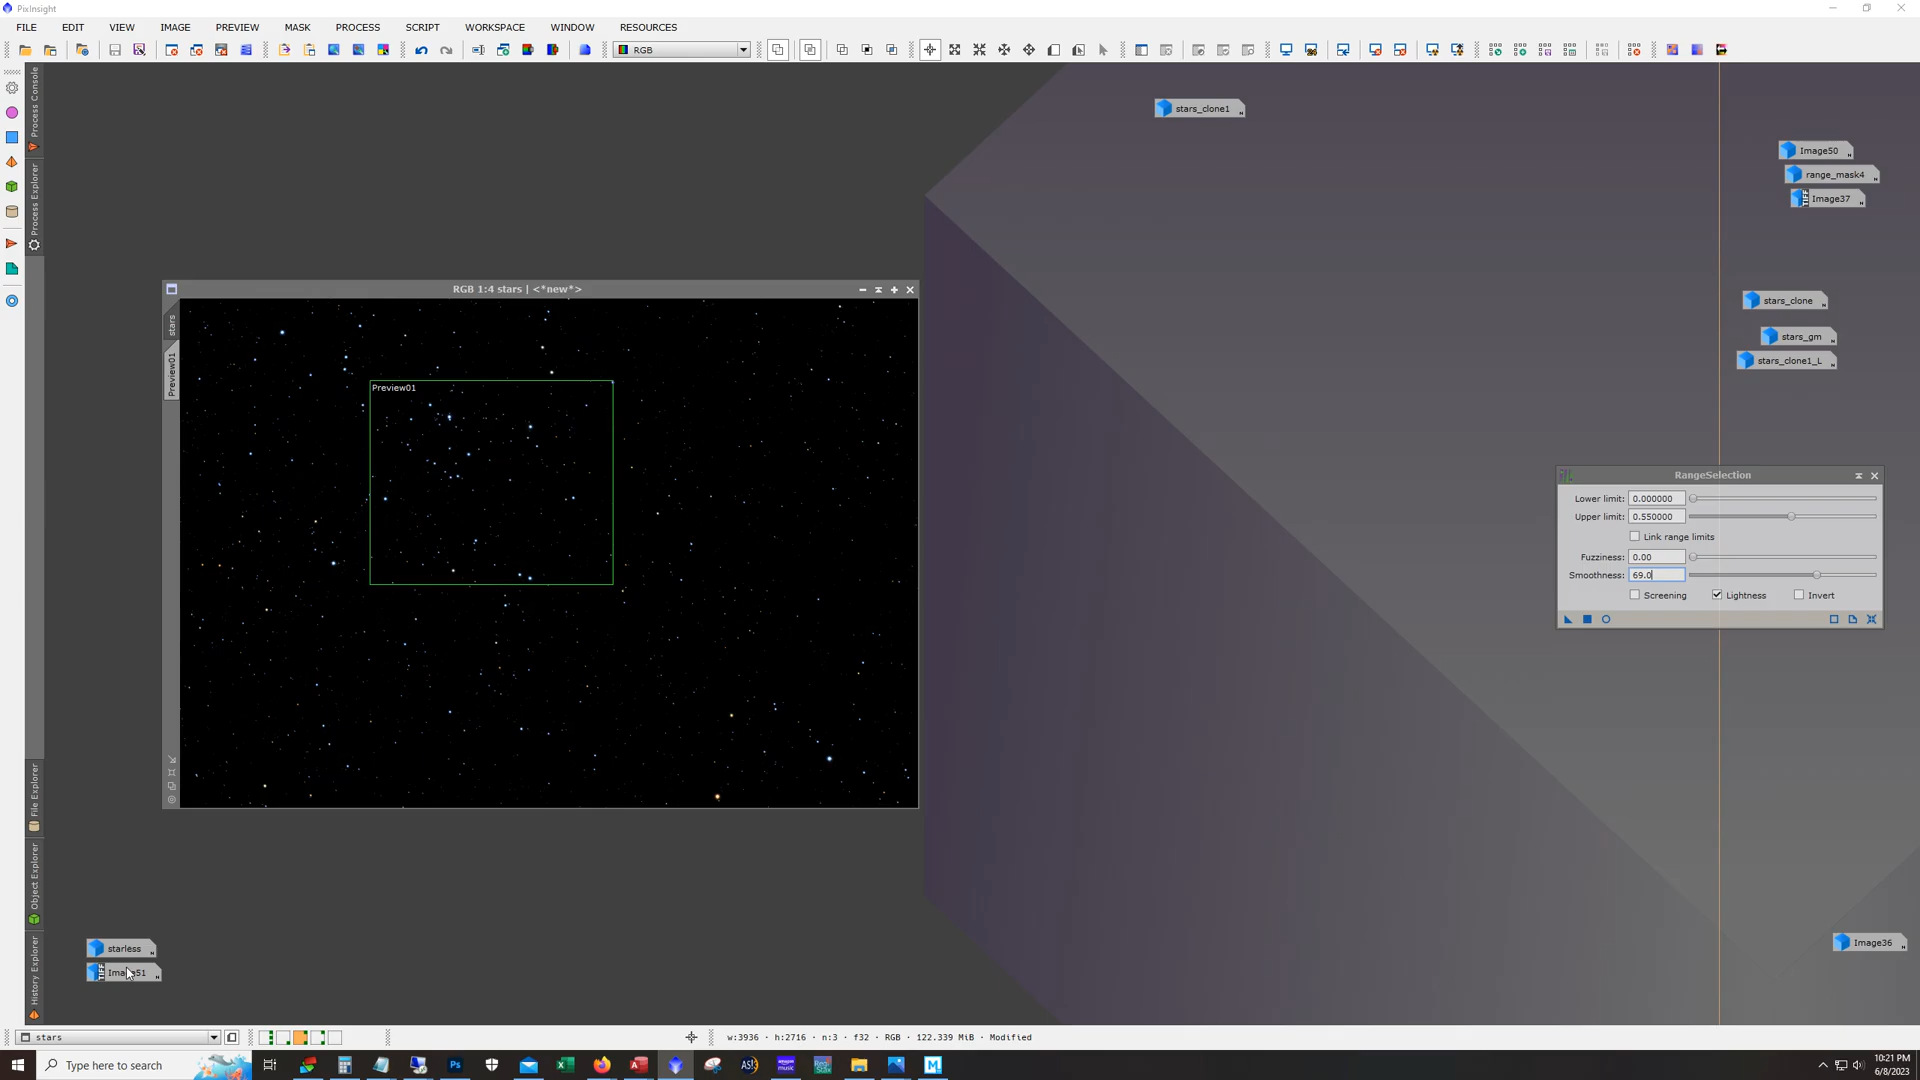 PixInsight
FILE EDIT VIEW IMAGE PREVIEW MASK PROCESS SCRIPT WORKSPACE WINDOW RESOURCES
RGB
Process Console
Process Explorer
File Explorer
Object Explorer
History Explorer
stars_clone1
Image50
range_mask4
TIFF
Image37
stars_clone
stars_gm
stars_clone1_L
RGB 1:4 stars | <*new*>
stars
Preview01
Preview01
RangeSelection
Lower limit: 0.000000
Upper limit: 0.550000
Link range limits
Fuzziness: 0.00
Smoothness: 69.0
Screening Lightness Invert
Image36
starless
TIFF
stars
w:3936 · h:2716 · n:3 · f32 · RGB · 122.339 MiB · Modified
Type here to search
Ps
10:21 PM
6/8/2023